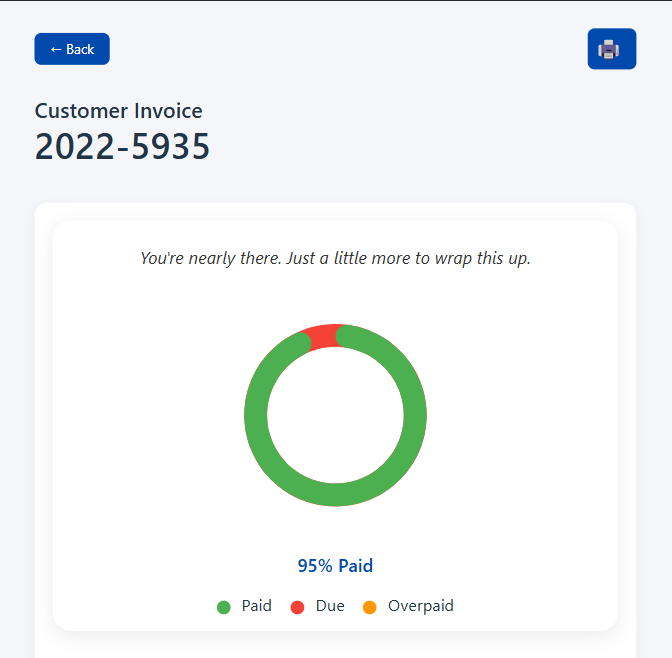 ← Back
Customer Invoice
2022-5935
You're nearly there. Just a little more to wrap this up.
95% Paid
Paid Due Overpaid